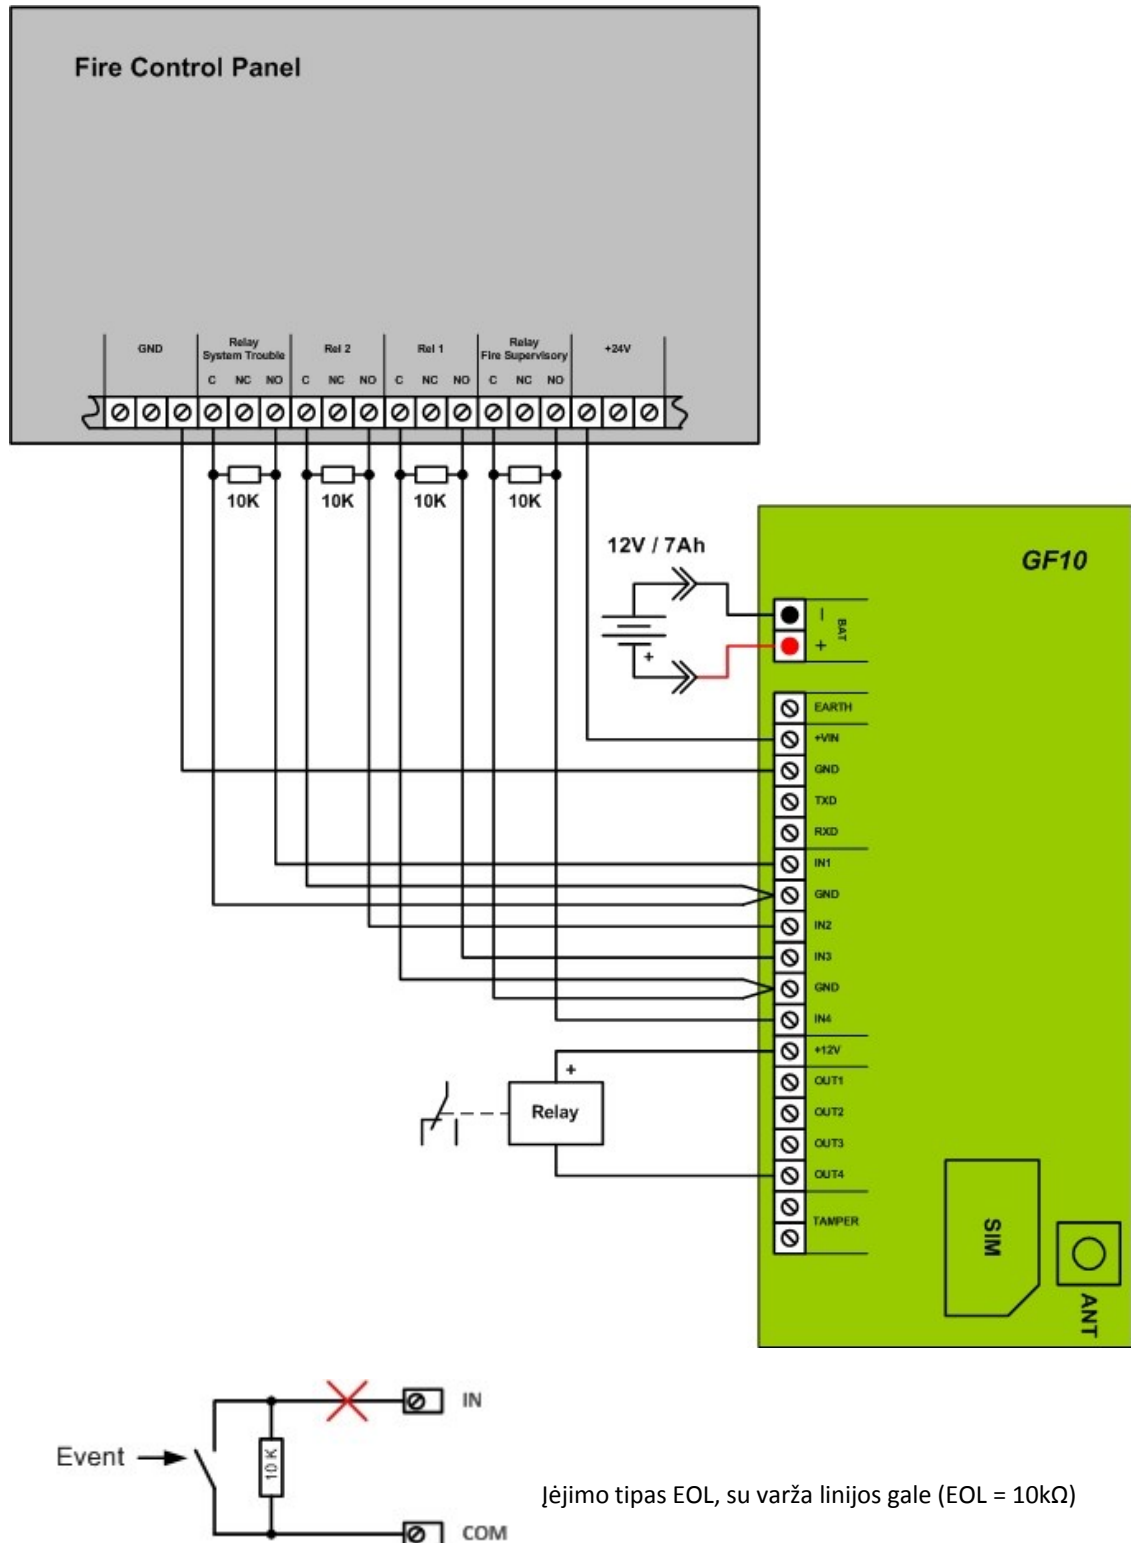 Fire Control Panel
GND
Relay
System Trouble
Rel 2
Rel 1
Relay
Fire Supervisory
+24V
C NC NO C NC NO C NC NO C NC NO
10K 10K 10K 10K
12V / 7Ah
GF10
−
+
BAT
+
EARTH
+VIN
GND
TXD
RXD
IN1
GND
IN2
IN3
GND
IN4
+12V
OUT1
OUT2
OUT3
OUT4
TAMPER
+
Relay
SIM
ANT
IN
Event
10 K
Įėjimo tipas EOL, su varža linijos gale (EOL = 10kΩ)
COM